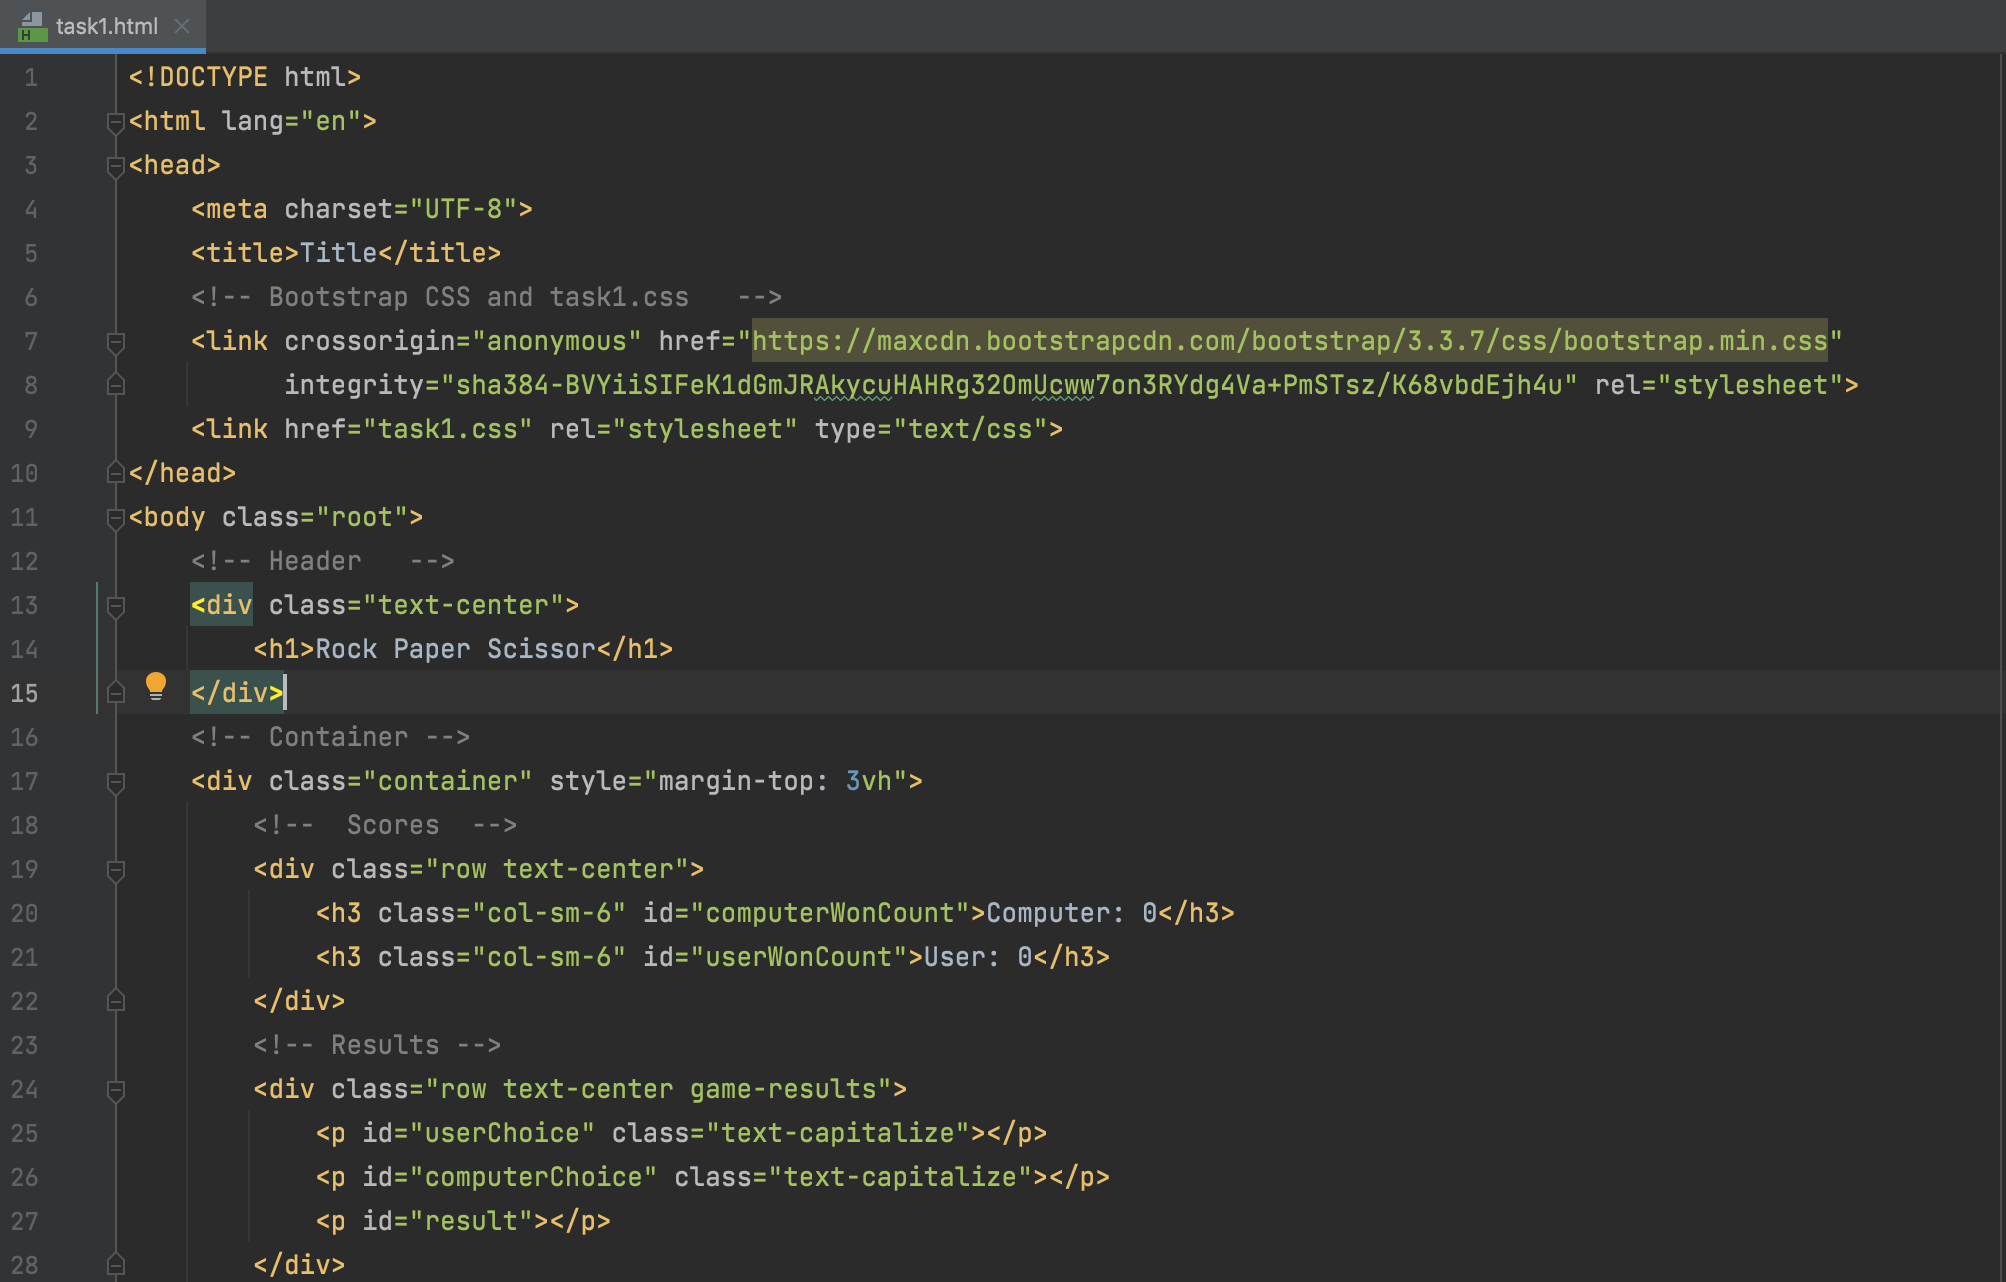 task1.html
1 <!DOCTYPE html>
2 <html lang="en">
3 <head>
4     <meta charset="UTF-8">
5     <title>Title</title>
6     <!-- Bootstrap CSS and task1.css   -->
7     <link crossorigin="anonymous" href="https://maxcdn.bootstrapcdn.com/bootstrap/3.3.7/css/bootstrap.min.css"
8           integrity="sha384-BVYiiSIFeK1dGmJRAkycuHAHRg32OmUcww7on3RYdg4Va+PmSTsz/K68vbdEjh4u" rel="stylesheet">
9     <link href="task1.css" rel="stylesheet" type="text/css">
10 </head>
11 <body class="root">
12     <!-- Header   -->
13     <div class="text-center">
14         <h1>Rock Paper Scissor</h1>
15     </div>
16     <!-- Container -->
17     <div class="container" style="margin-top: 3vh">
18         <!--  Scores  -->
19         <div class="row text-center">
20             <h3 class="col-sm-6" id="computerWonCount">Computer: 0</h3>
21             <h3 class="col-sm-6" id="userWonCount">User: 0</h3>
22         </div>
23         <!-- Results -->
24         <div class="row text-center game-results">
25             <p id="userChoice" class="text-capitalize"></p>
26             <p id="computerChoice" class="text-capitalize"></p>
27             <p id="result"></p>
28         </div>